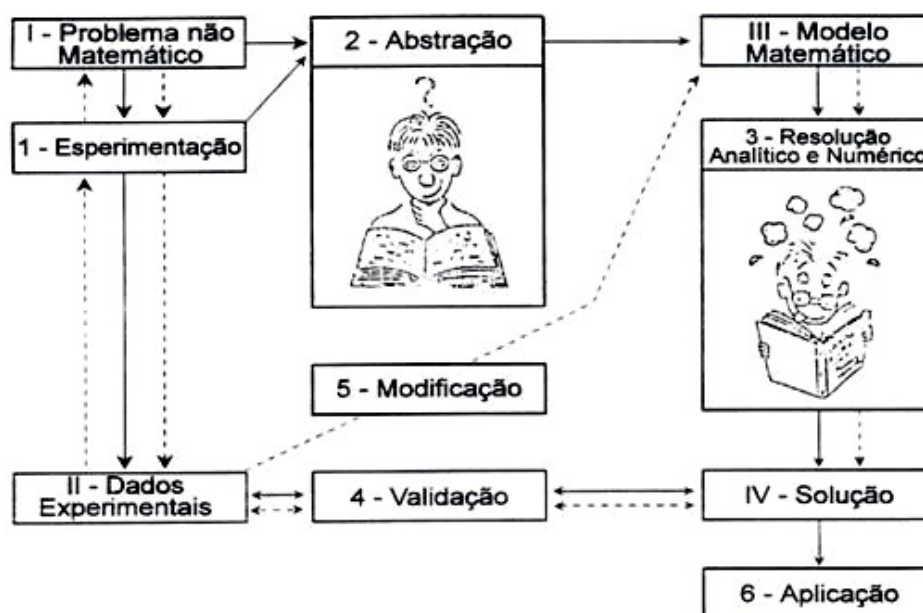 I - Problema não
Matemático
2 - Abstração
III - Modelo
Matemático
1 - Esperimentação
?
3 - Resolução
Analítico e Numérico
5 - Modificação
II - Dados
Experimentais
4 - Validação
IV - Solução
6 - Aplicação